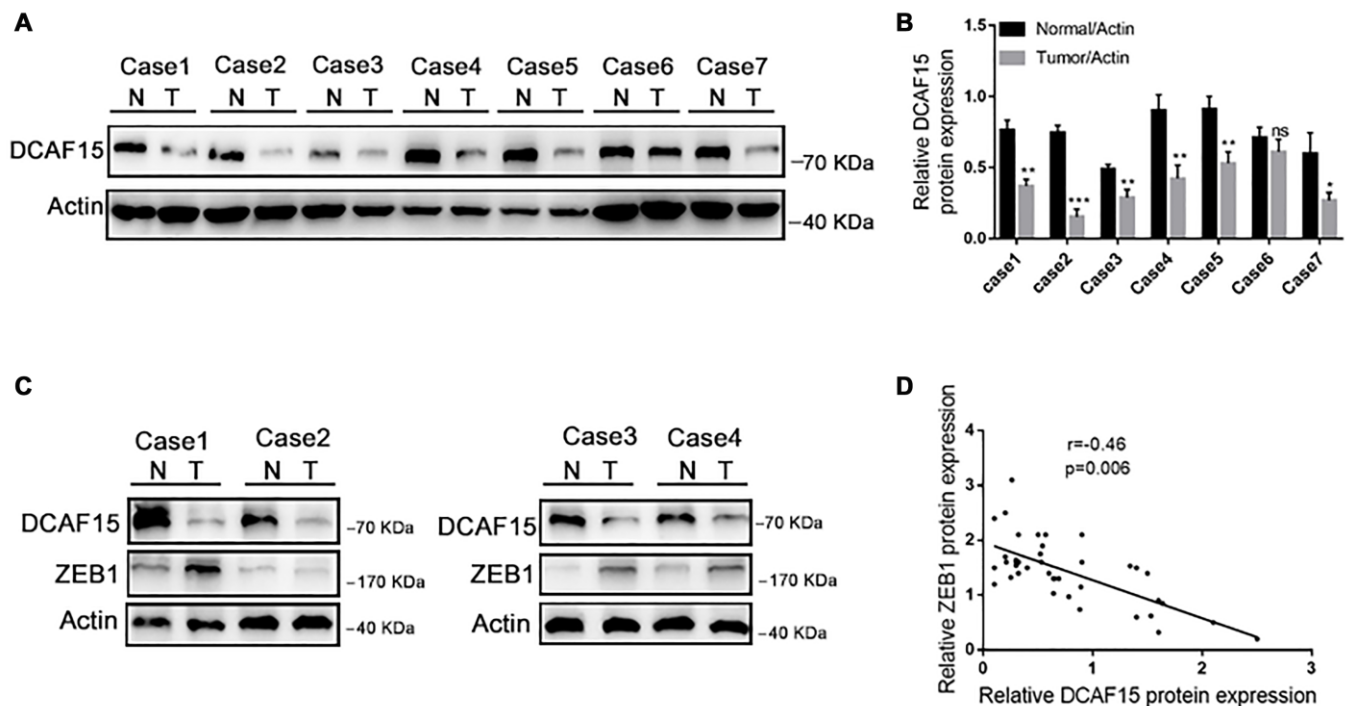 A
Case1 Case2 Case3 Case4 Case5 Case6 Case7
N T N T N T N T N T N T N T
DCAF15
–70 KDa
Actin
–40 KDa
B
Relative DCAF15
protein expression
1.5
1.0
0.5
0.0
Normal/Actin
Tumor/Actin
** *** ** ** ** ns *
case1 case2 Case3 Case4 Case5 Case6 Case7
C
Case1 Case2
N T N T
DCAF15
–70 KDa
ZEB1
–170 KDa
Actin
–40 KDa
Case3 Case4
N T N T
DCAF15
–70 KDa
ZEB1
–170 KDa
Actin
–40 KDa
D
Relative ZEB1 protein expression
4
3
2
1
0
r=-0.46
p=0.006
0 1 2 3
Relative DCAF15 protein expression